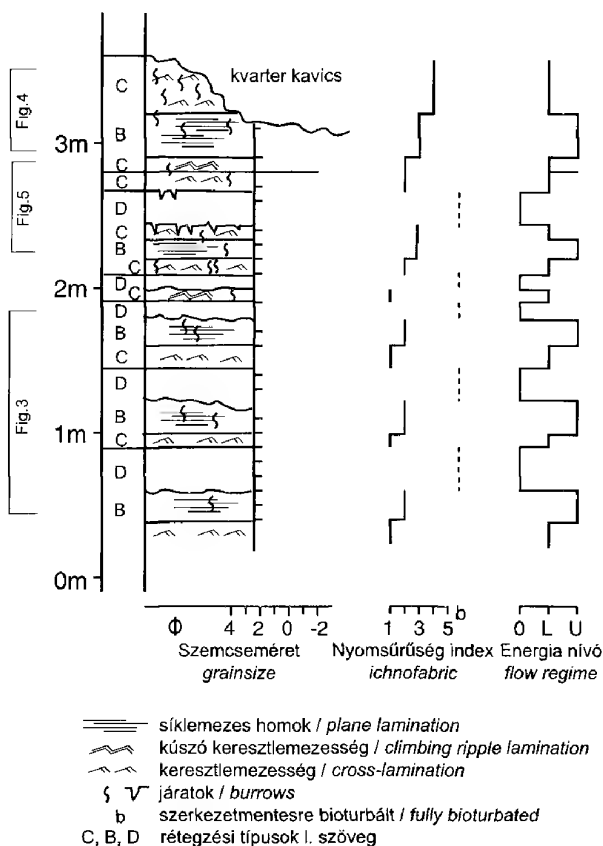 kvarter kavics
Fig.4
Fig.5
Fig.3
3m
2m
1m
0m
C
B
C
C
D
C
B
C
D
C
D
B
C
D
B
C
D
B
Φ 4 2 0 -2
Szemcseméret
grainsize
1 3 5 b
Nyomsűrűség index
ichnofabric
0 L U
Energia nívó
flow regime
síklemezes homok / plane lamination
kúszó keresztlemezesség / climbing ripple lamination
keresztlemezesség / cross-lamination
járatok / burrows
b szerkezetmentesre bioturbált / fully bioturbated
C, B, D rétegzési típusok l. szöveg